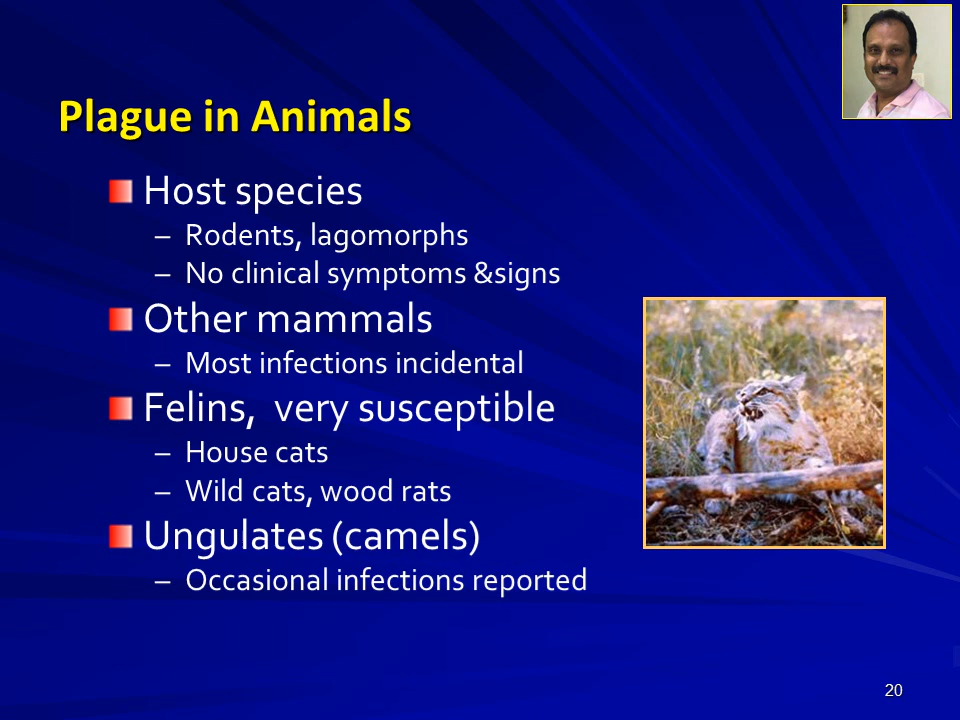 Plague in Animals
Host species
– Rodents, lagomorphs
– No clinical symptoms &signs
Other mammals
– Most infections incidental
Felins, very susceptible
– House cats
– Wild cats, wood rats
Ungulates (camels)
– Occasional infections reported
20